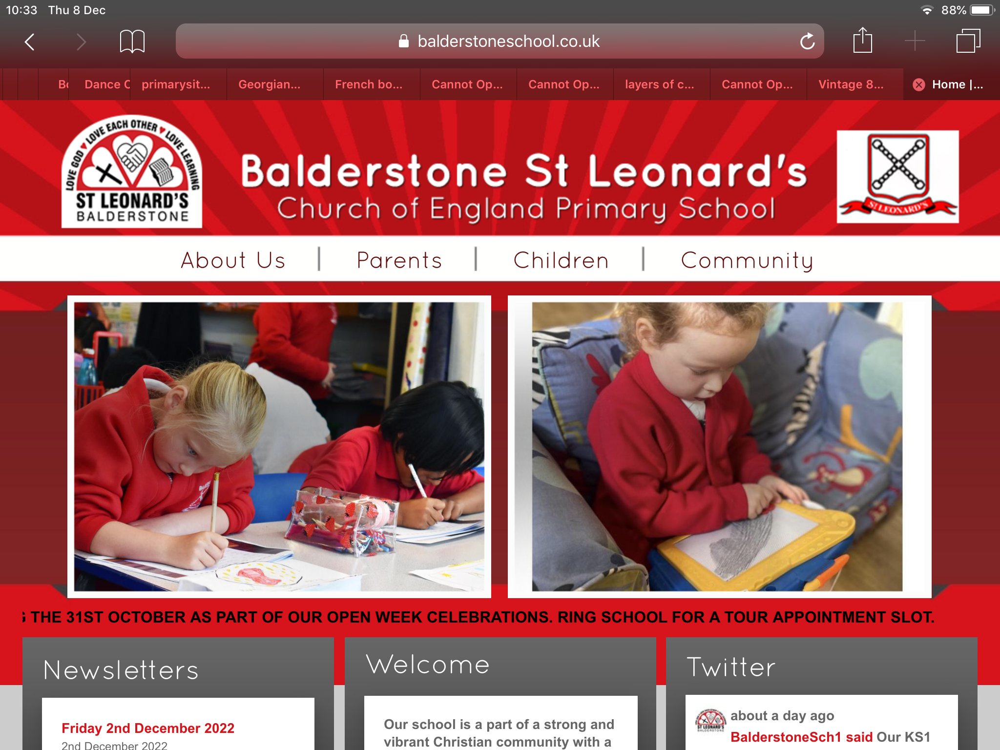 10:33 Thu 8 Dec
88%
balderstoneschool.co.uk
Dance C
primarysit...
Georgian...
French bo...
Cannot Op...
Cannot Op...
layers of c...
Cannot Op...
Vintage 8...
Home |...
LOVE GOD ♥ LOVE EACH OTHER ♥ LOVE LEARNING
ST LEONARD'S
BALDERSTONE
Balderstone St Leonard's
Church of England Primary School
ST LEONARD'S
About Us | Parents | Children | Community
THE 31ST OCTOBER AS PART OF OUR OPEN WEEK CELEBRATIONS. RING SCHOOL FOR A TOUR APPOINTMENT SLOT.
Newsletters
Friday 2nd December 2022
2nd December 2022
Welcome
Our school is a part of a strong and
vibrant Christian community with a
Twitter
ST LEONARD'S
BALDERSTONE
about a day ago
BalderstoneSch1 said Our KS1